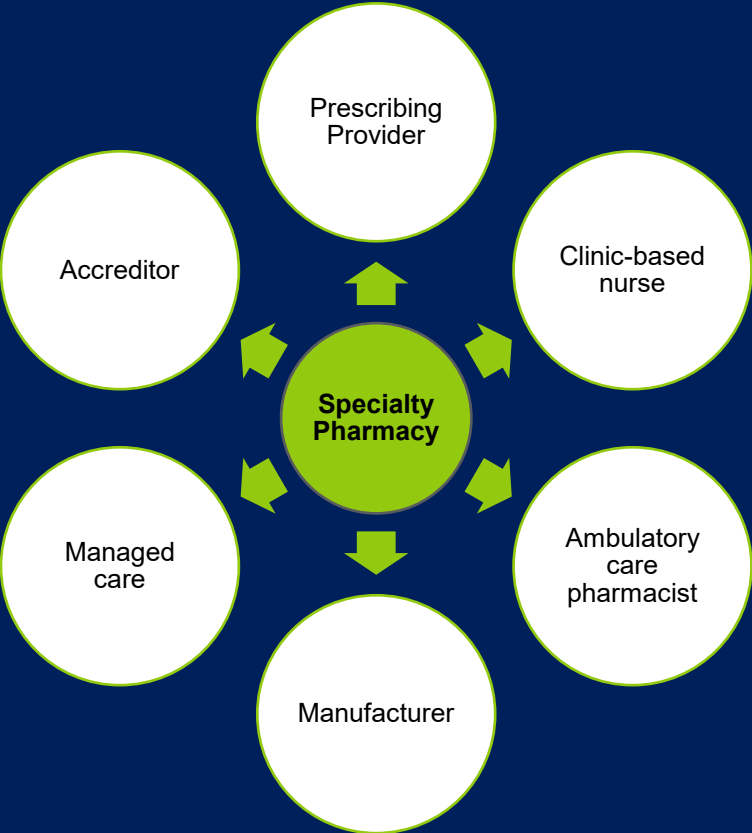 Prescribing
Provider
Accreditor
Clinic-based
nurse
Specialty
Pharmacy
Managed
care
Ambulatory
care
pharmacist
Manufacturer